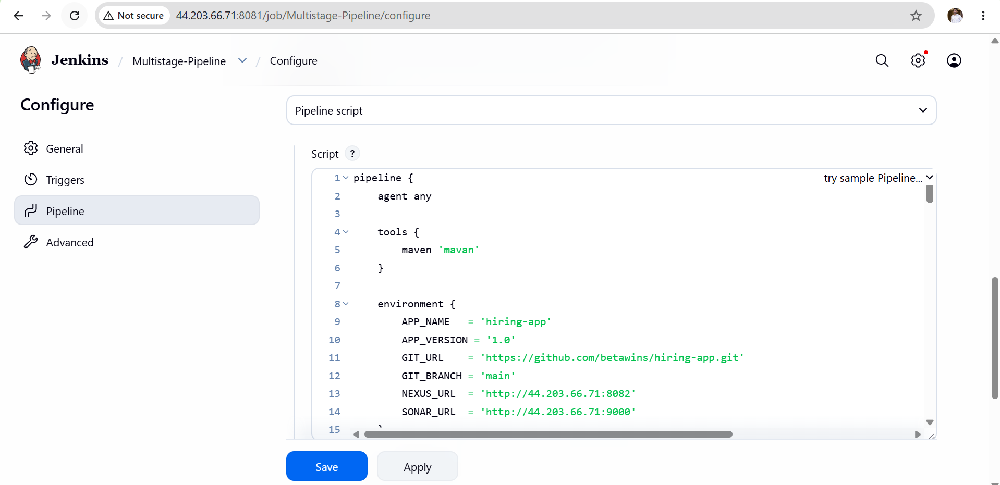 Not secure 44.203.66.71:8081/job/Multistage-Pipeline/configure
Jenkins / Multistage-Pipeline / Configure
Configure
General
Triggers
Pipeline
Advanced
Pipeline script
Script ?
try sample Pipeline...
1 pipeline {
2     agent any
3
4     tools {
5         maven 'mavan'
6     }
7
8     environment {
9         APP_NAME   = 'hiring-app'
10         APP_VERSION = '1.0'
11         GIT_URL    = 'https://github.com/betawins/hiring-app.git'
12         GIT_BRANCH = 'main'
13         NEXUS_URL  = 'http://44.203.66.71:8082'
14         SONAR_URL  = 'http://44.203.66.71:9000'
15     }
Save
Apply